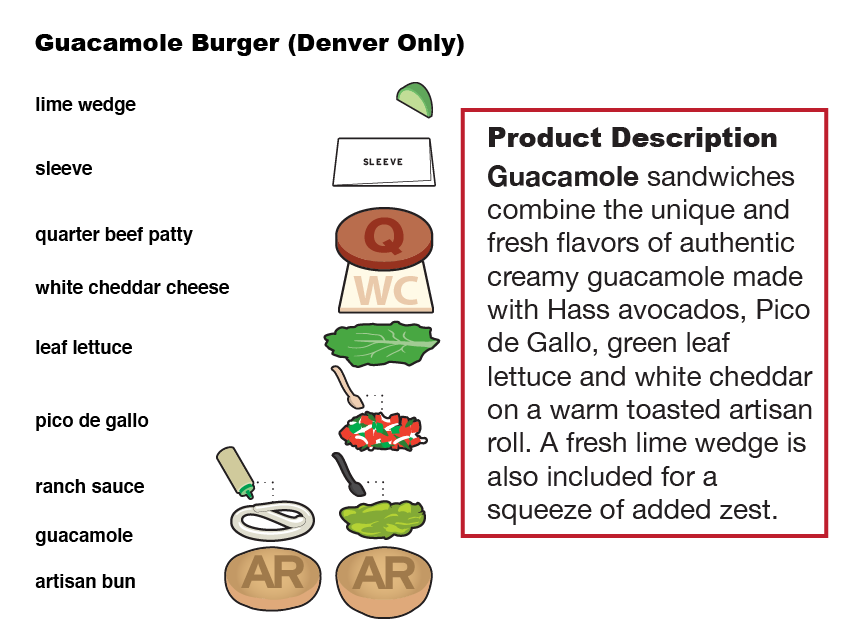 Guacamole Burger (Denver Only)
lime wedge
sleeve
SLEEVE
quarter beef patty
Q
white cheddar cheese
WC
leaf lettuce
pico de gallo
ranch sauce
guacamole
artisan bun
AR AR
Product Description
Guacamole sandwiches
combine the unique and
fresh flavors of authentic
creamy guacamole made
with Hass avocados, Pico
de Gallo, green leaf
lettuce and white cheddar
on a warm toasted artisan
roll. A fresh lime wedge is
also included for a
squeeze of added zest.